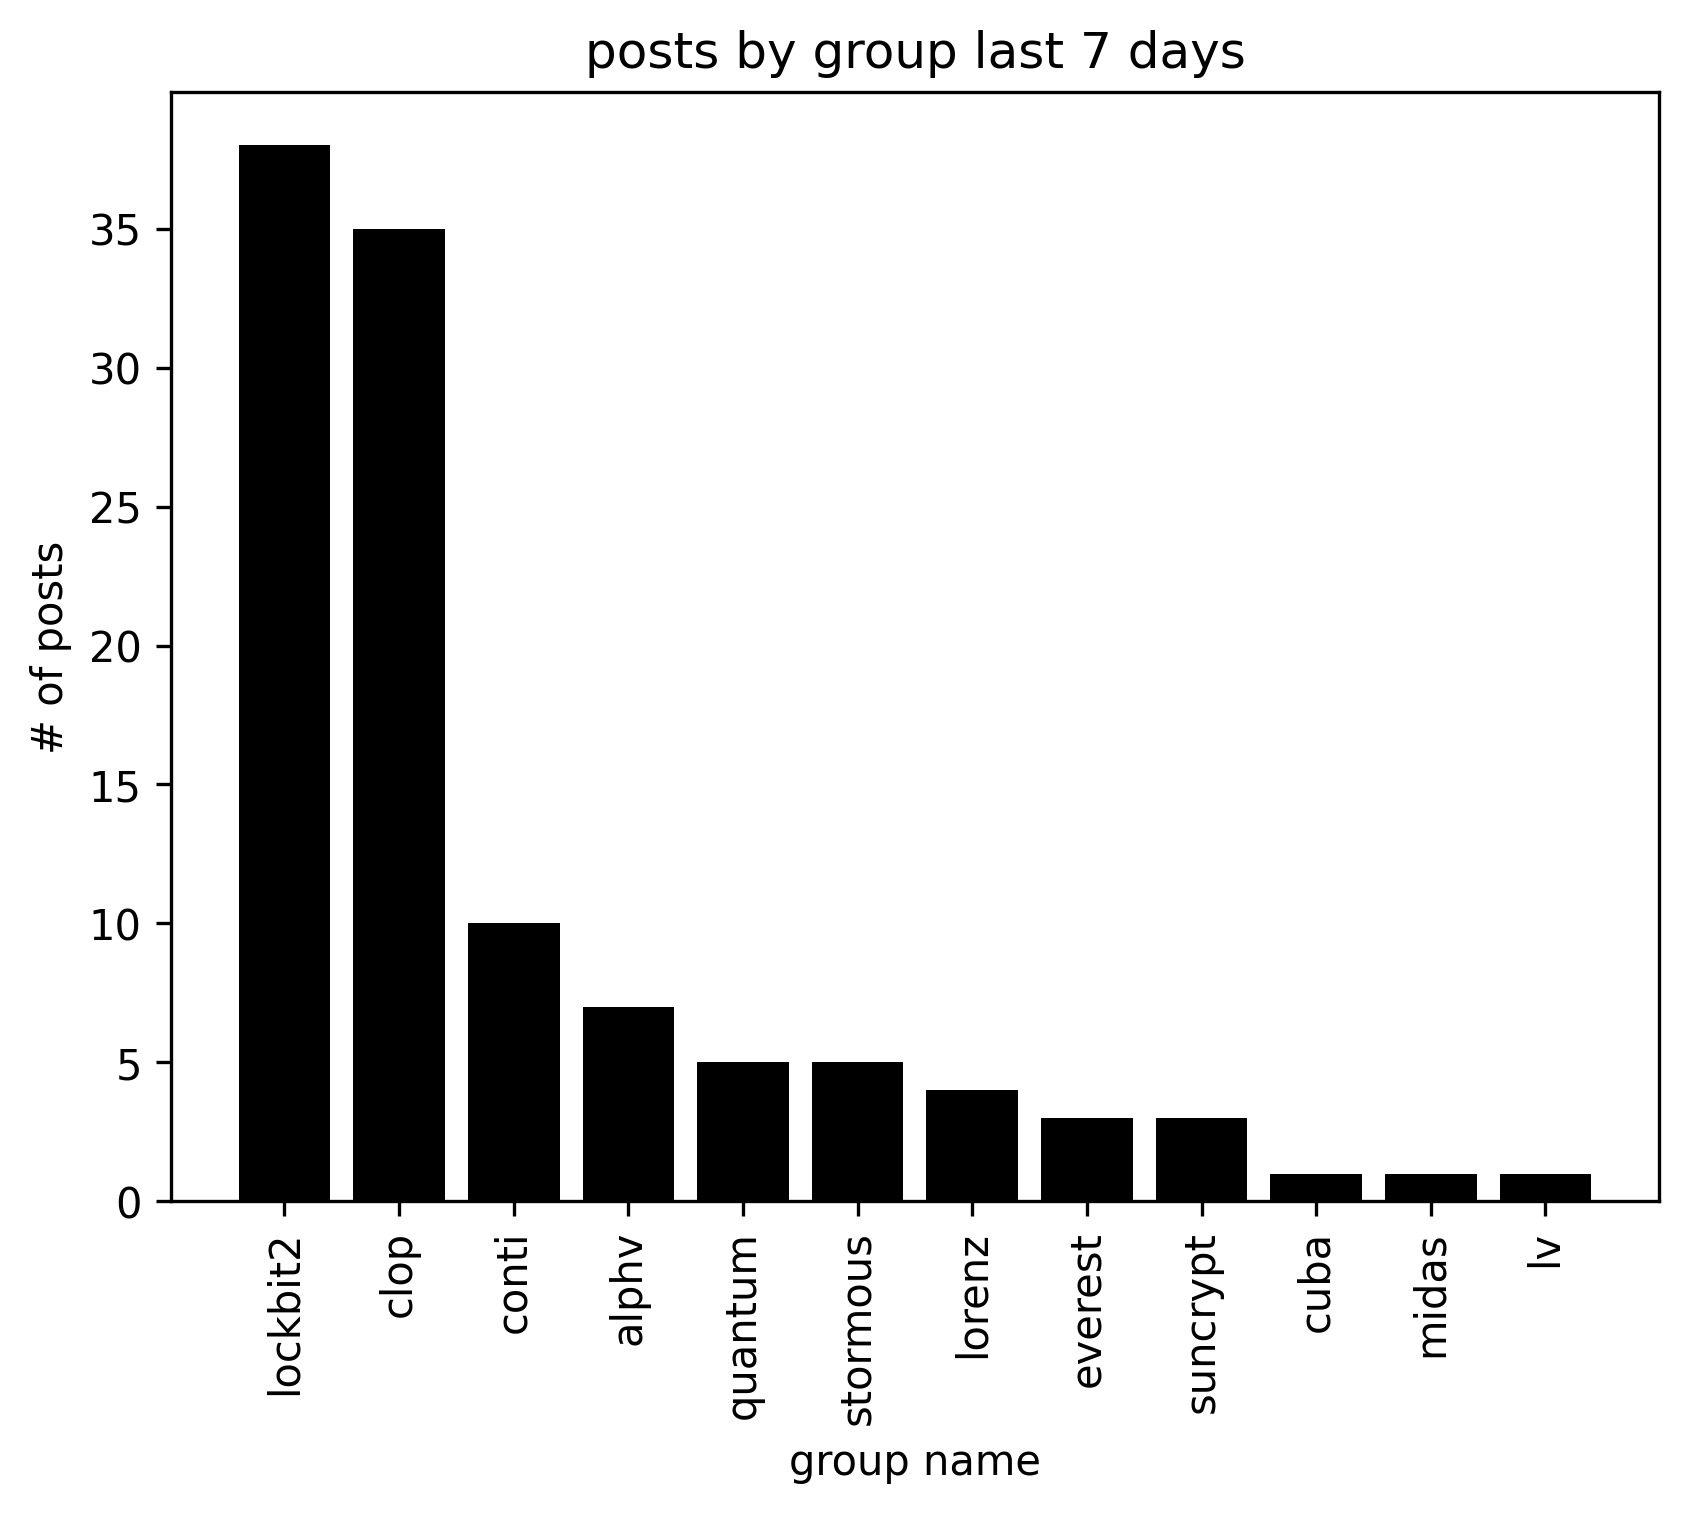 posts by group last 7 days
# of posts
35
30
25
20
15
10
5
0
lockbit2
clop
conti
alphv
quantum
stormous
lorenz
everest
suncrypt
cuba
midas
lv
group name